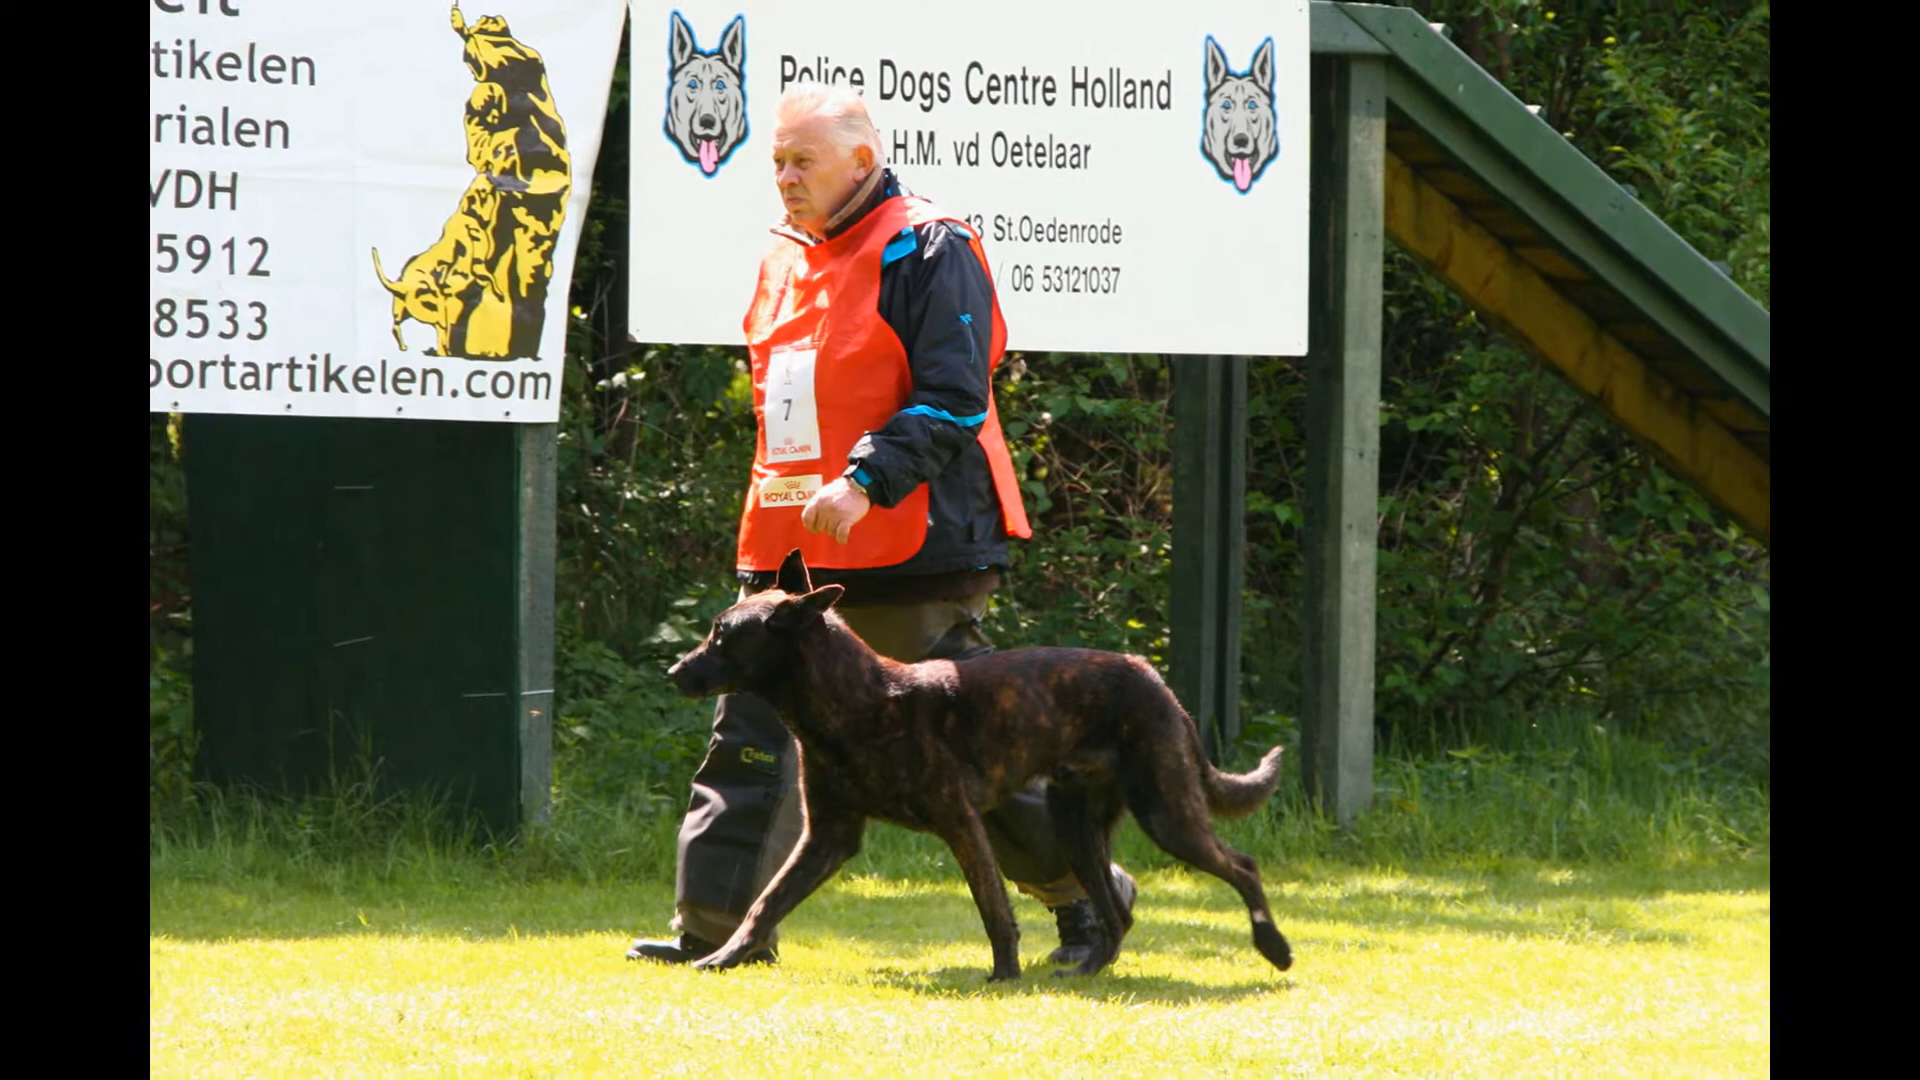 tikelen
rialen
VDH
5912
8533
portartikelen.com
Police Dogs Centre Holland
.H.M. vd Oetelaar
13 St.Oedenrode
/ 06 53121037
7
ROYAL CANIN
ROYAL CANI